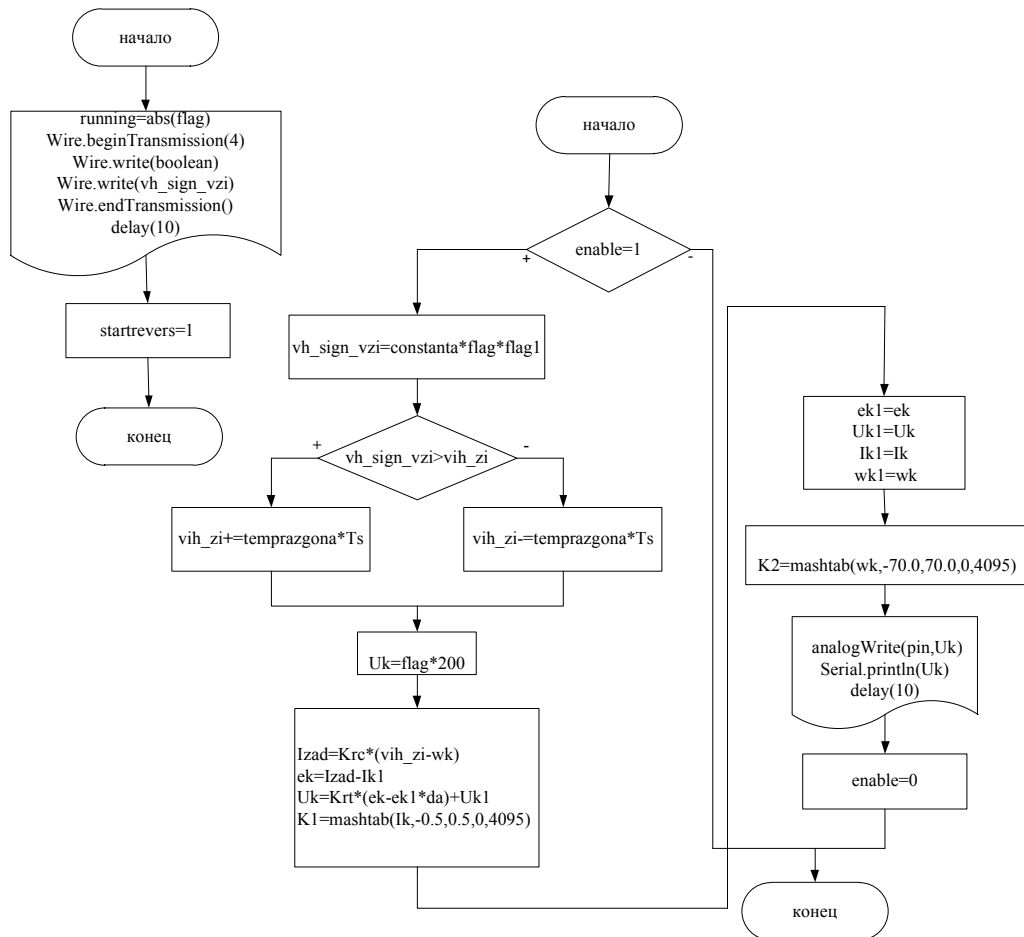 начало
running=abs(flag)
Wire.beginTransmission(4)
Wire.write(boolean)
Wire.write(vh_sign_vzi)
Wire.endTransmission()
delay(10)
startrevers=1
конец
начало
enable=1
+
-
vh_sign_vzi=constanta*flag*flag1
vh_sign_vzi>vih_zi
+
-
vih_zi+=temprazgona*Ts
vih_zi-=temprazgona*Ts
Uk=flag*200
Izad=Krc*(vih_zi-wk)
ek=Izad-Ik1
Uk=Krt*(ek-ek1*da)+Uk1
K1=mashtab(Ik,-0.5,0.5,0,4095)
ek1=ek
Uk1=Uk
Ik1=Ik
wk1=wk
K2=mashtab(wk,-70.0,70.0,0,4095)
analogWrite(pin,Uk)
Serial.println(Uk)
delay(10)
enable=0
конец